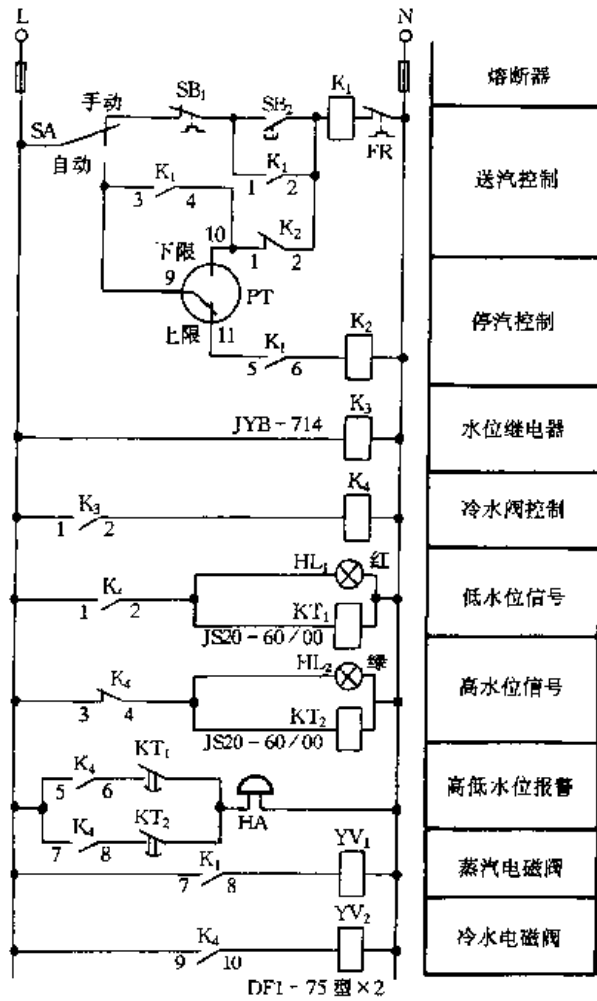 L N
熔断器
手动 SB₁ SB₂ K₁
SA FR
自动
K₁ 1 2
K₁ 3 4
送汽控制
10 K₂ 1 2
下限
9 PT
上限 11
K₁ 5 6 K₂
停汽控制
JYB-714 K₃
水位继电器
K₃ 1 2 K₄
冷水阀控制
HL₁ 红
1 2 KT₁
JS20-60/00
低水位信号
HL₂ 绿
K₄ 3 4 KT₂
JS20-60/00
高水位信号
K₄ 5 6 KT₁
HA
K₄ 7 8 KT₂
高低水位报警
K₁ 7 8 YV₁
蒸汽电磁阀
K₄ 9 10 YV₂
冷水电磁阀
DF1-75型×2